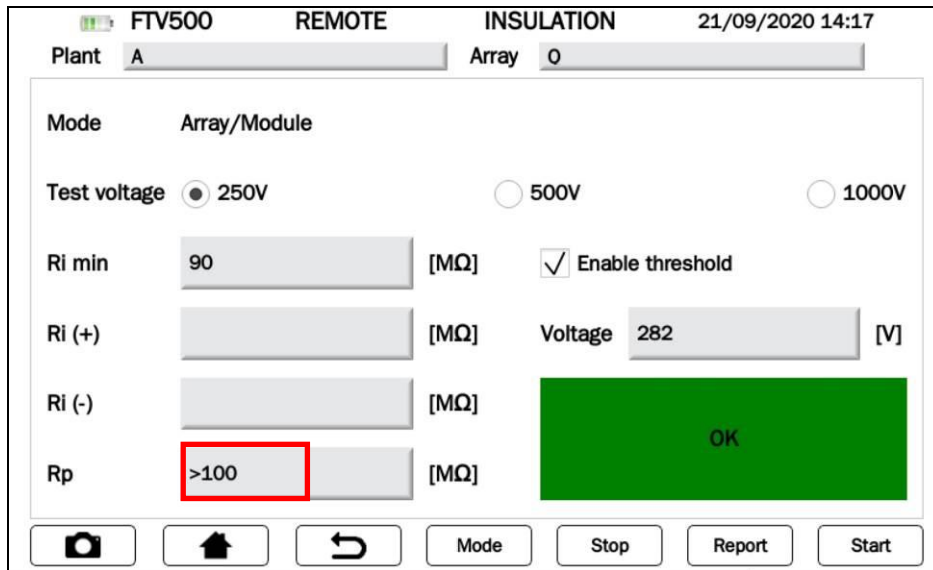 FTV500 REMOTE INSULATION 21/09/2020 14:17
Plant A Array O
Mode Array/Module
Test voltage 250V 500V 1000V
Ri min 90 [MΩ] Enable threshold
Ri (+) [MΩ] Voltage 282 [V]
Ri (-) [MΩ]
OK
Rp >100 [MΩ]
Mode Stop Report Start